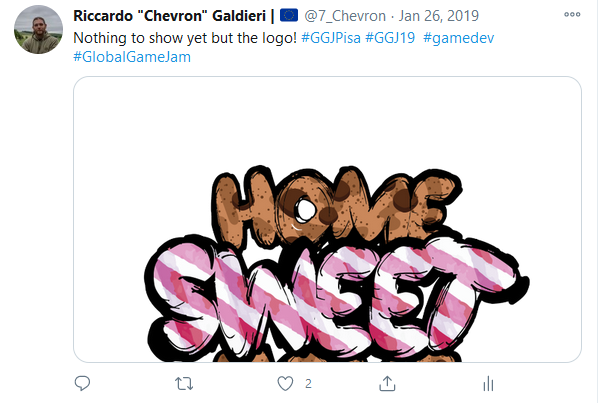 Riccardo "Chevron" Galdieri | 🇪🇺 @7_Chevron · Jan 26, 2019
Nothing to show yet but the logo! #GGJPisa #GGJ19 #gamedev
#GlobalGameJam
HOME
SWEET
2